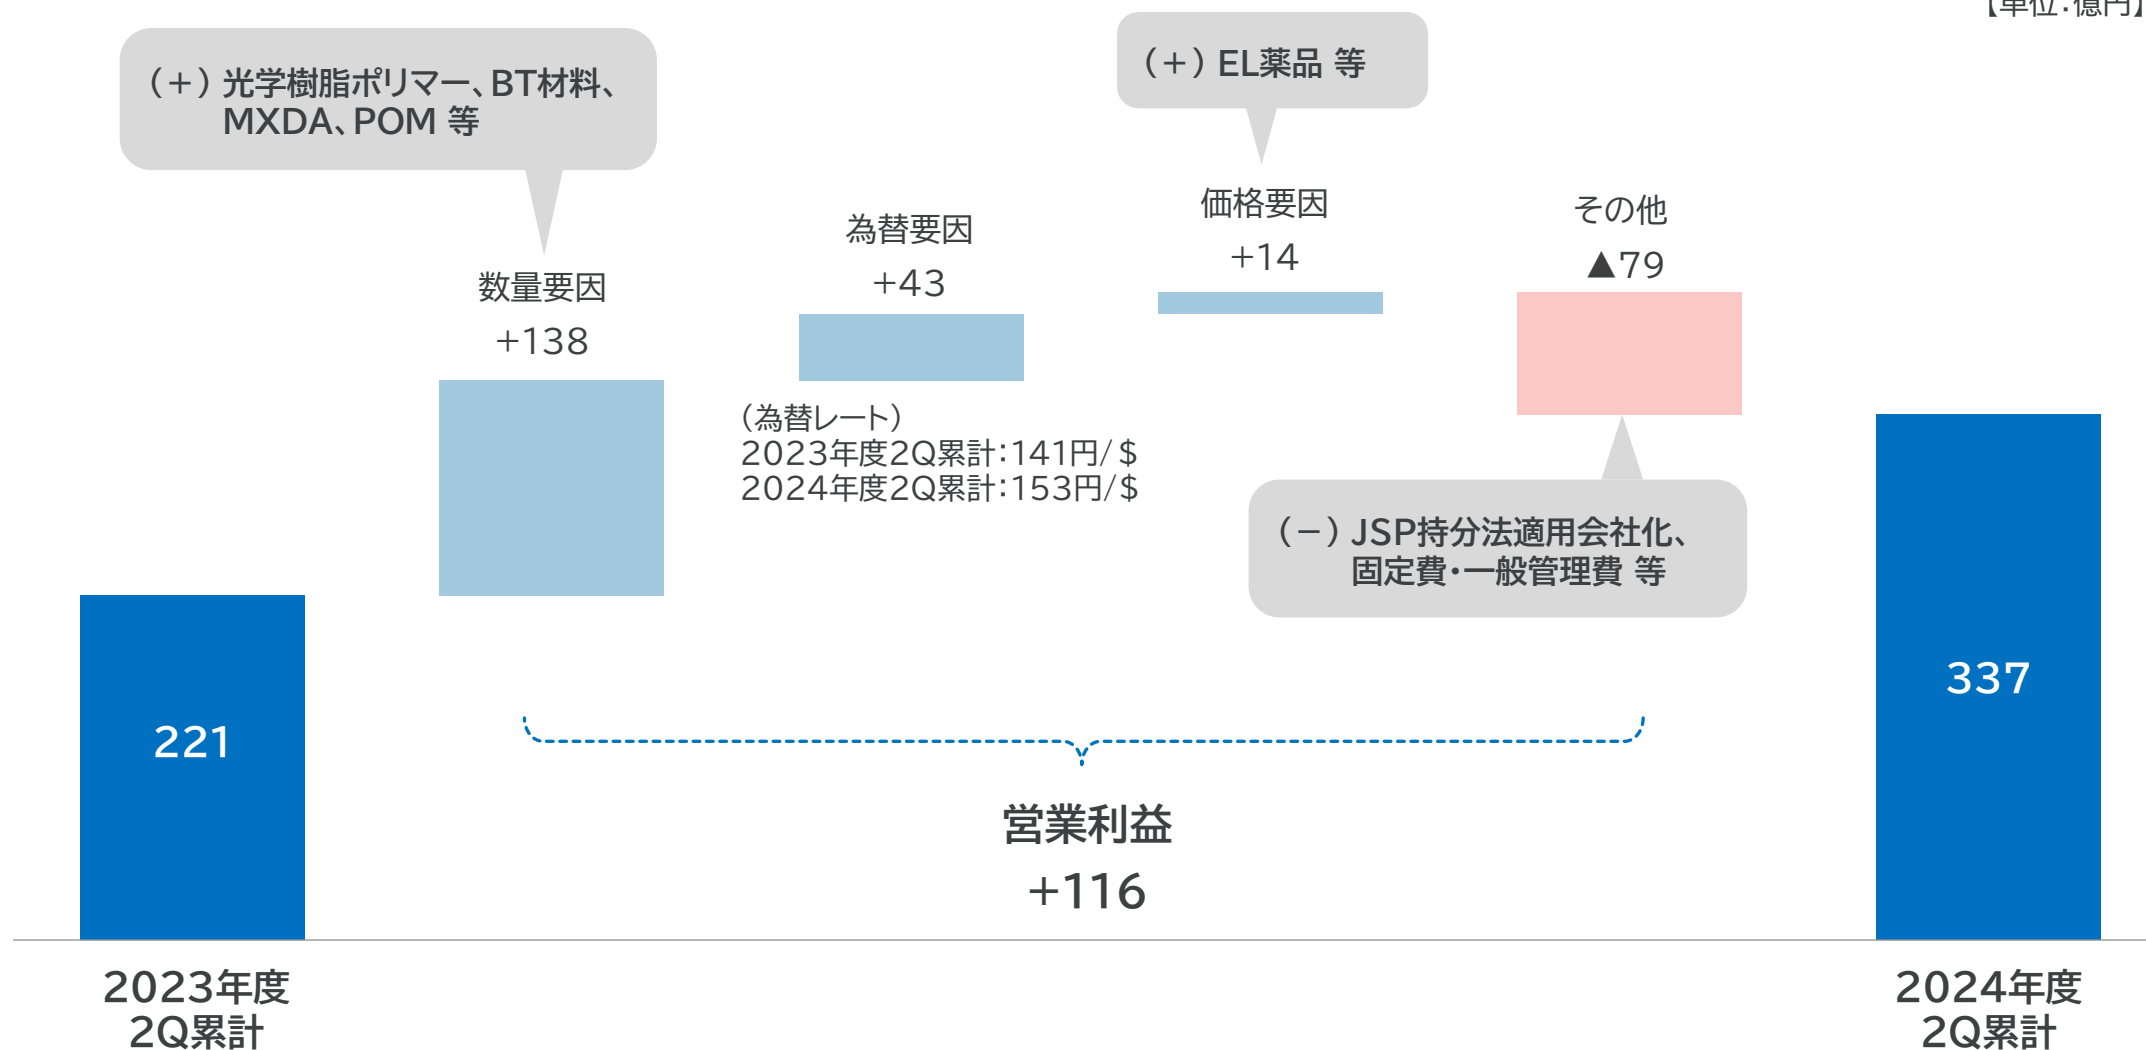 【単位：億円】
（＋）光学樹脂ポリマー、BT材料、
MXDA、POM 等
（＋）EL薬品 等
数量要因
+138
為替要因
+43
（為替レート）
2023年度2Q累計：141円/＄
2024年度2Q累計：153円/＄
価格要因
+14
その他
▲79
（－）JSP持分法適用会社化、
固定費・一般管理費 等
221
337
営業利益
+116
2023年度
2Q累計
2024年度
2Q累計